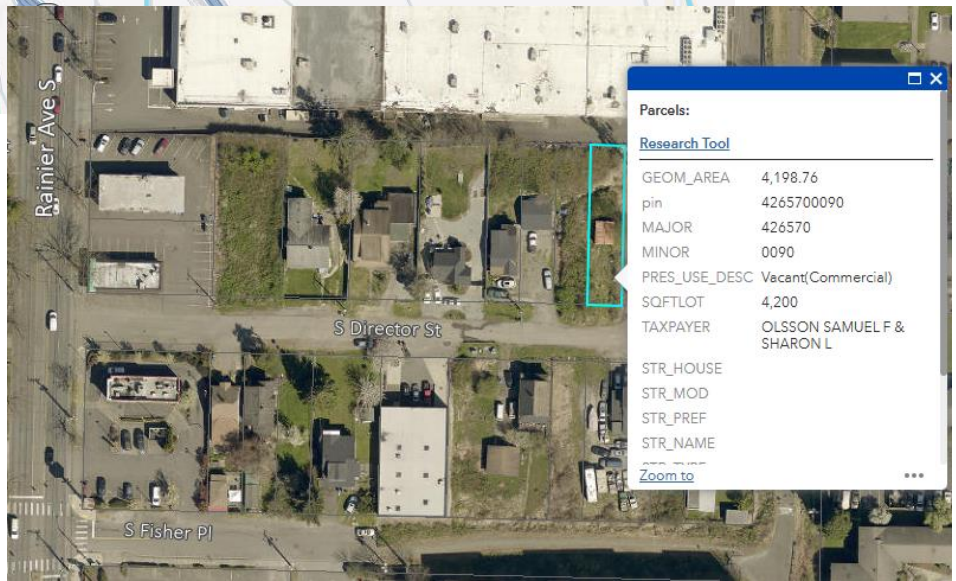 Rainier Ave S
S Director St
S Fisher Pl
Parcels:
Research Tool
GEOM_AREA 4,198.76
pin 4265700090
MAJOR 426570
MINOR 0090
PRES_USE_DESC Vacant(Commercial)
SQFTLOT 4,200
TAXPAYER OLSSON SAMUEL F &
SHARON L
STR_HOUSE
STR_MOD
STR_PREF
STR_NAME
STR_TYPE
Zoom to